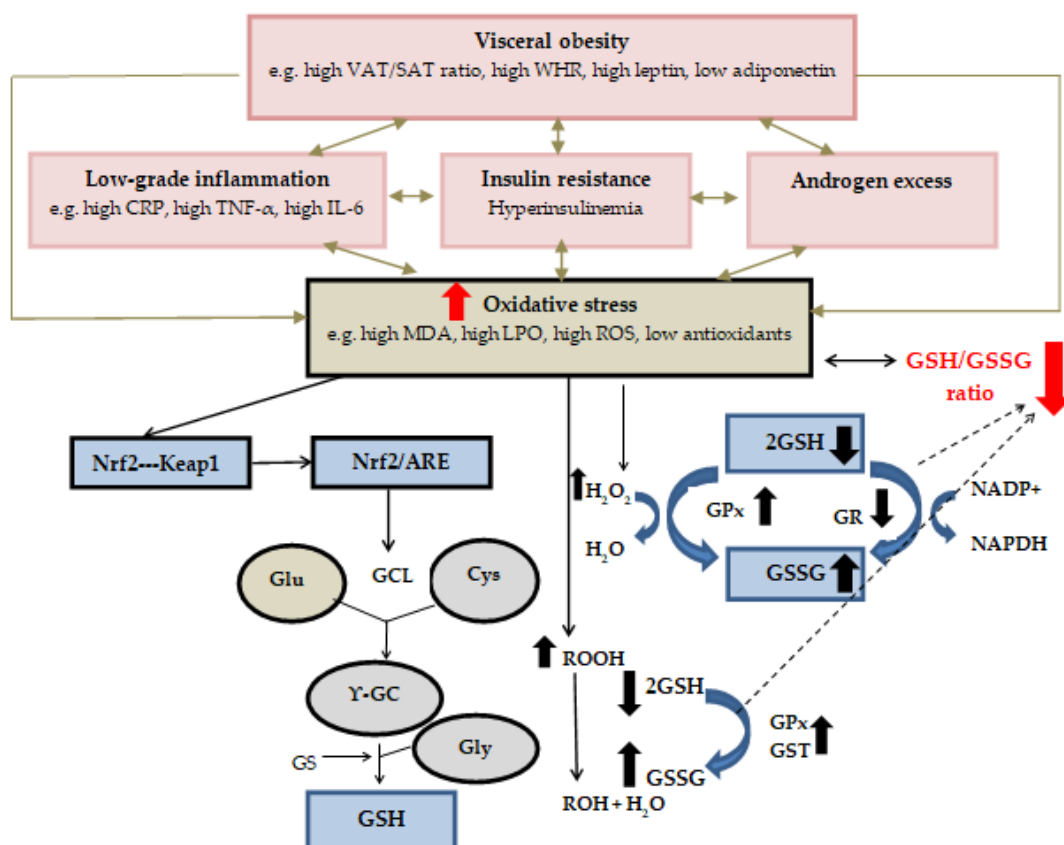 Visceral obesity
e.g. high VAT/SAT ratio, high WHR, high leptin, low adiponectin
Low-grade inflammation
e.g. high CRP, high TNF-α, high IL-6
Insulin resistance
Hyperinsulinemia
Androgen excess
Oxidative stress
e.g. high MDA, high LPO, high ROS, low antioxidants
GSH/GSSG
ratio
Nrf2---Keap1
Nrf2/ARE
2GSH
H₂O₂
GPx
GR
NADP+
H₂O
GSSG
NAPDH
Glu
GCL
Cys
ROOH
2GSH
ϒ-GC
GPx
GST
Gly
GS
GSSG
ROH + H₂O
GSH